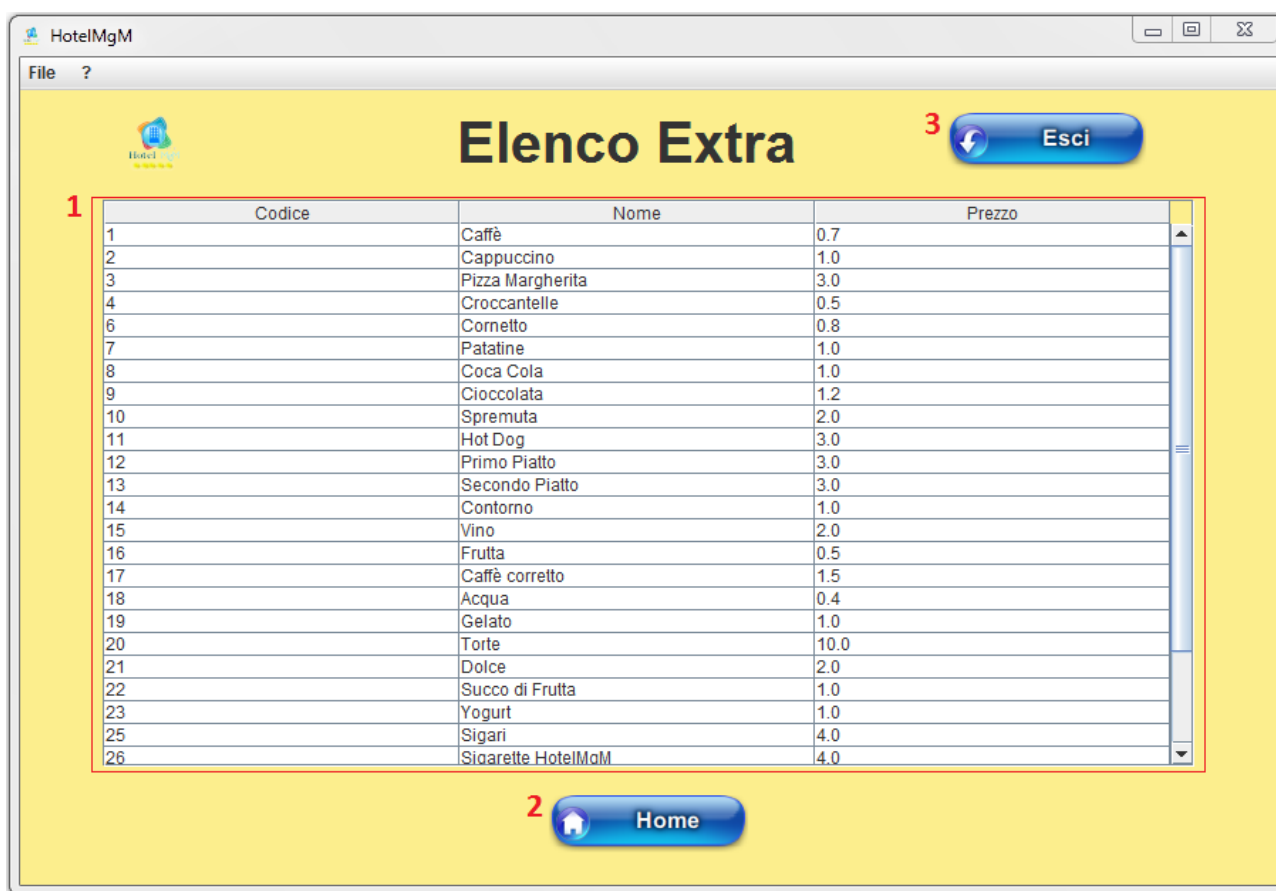 HotelMgM
File ?
Elenco Extra
3 Esci
Hotel
1
Codice Nome Prezzo
1 Caffè 0.7
2 Cappuccino 1.0
3 Pizza Margherita 3.0
4 Croccantelle 0.5
6 Cornetto 0.8
7 Patatine 1.0
8 Coca Cola 1.0
9 Cioccolata 1.2
10 Spremuta 2.0
11 Hot Dog 3.0
12 Primo Piatto 3.0
13 Secondo Piatto 3.0
14 Contorno 1.0
15 Vino 2.0
16 Frutta 0.5
17 Caffè corretto 1.5
18 Acqua 0.4
19 Gelato 1.0
20 Torte 10.0
21 Dolce 2.0
22 Succo di Frutta 1.0
23 Yogurt 1.0
25 Sigari 4.0
26 Sigarette HotelMgM 4.0
2 Home